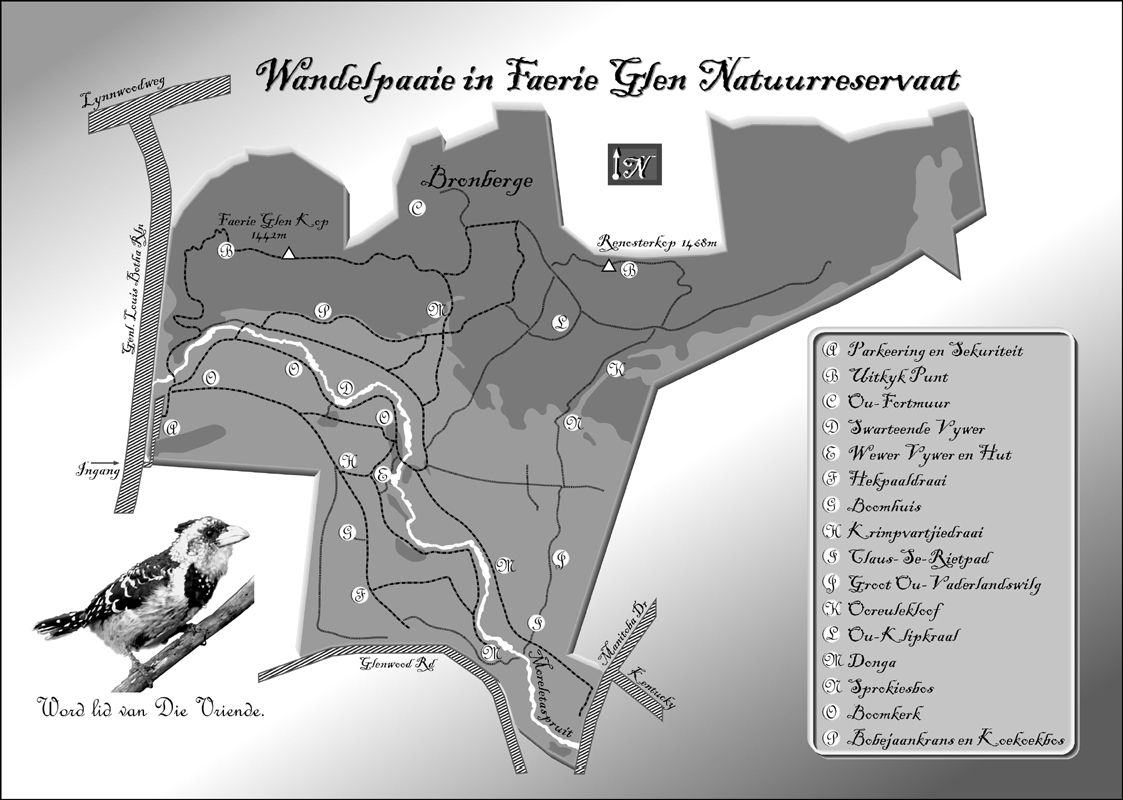 Wandelpaaie in Faerie Glen Natuurreservaat
Lynnwoodweg
N
Bronberge
C
Faerie Glen Kop
1442m
B
Renosterkop 1468m
B
Genl. Louis Botha Rln
P
M
L
O
O
D
K
O
N
A
H
E
Ingang
G
M
J
F
I
M
Manitoba Dr
Glenwood Rd
Kentucky
Moreletaspruit
Word lid van Die Vriende.
A Parkeering en Sekuriteit
B Uitkyk Punt
C Ou-Fortmuur
D Swarteende Vywer
E Wewer Vywer en Hut
F Hekpaaldraai
G Boomhuis
H Krimpvartjiedraai
I Claus-Se-Rietpad
J Groot Ou-Vaderlandswilg
K Ooreulekloof
L Ou-Klipkraal
M Donga
N Sprokiesbos
O Boomkerk
P Bobejaankrans en Koekoekbos